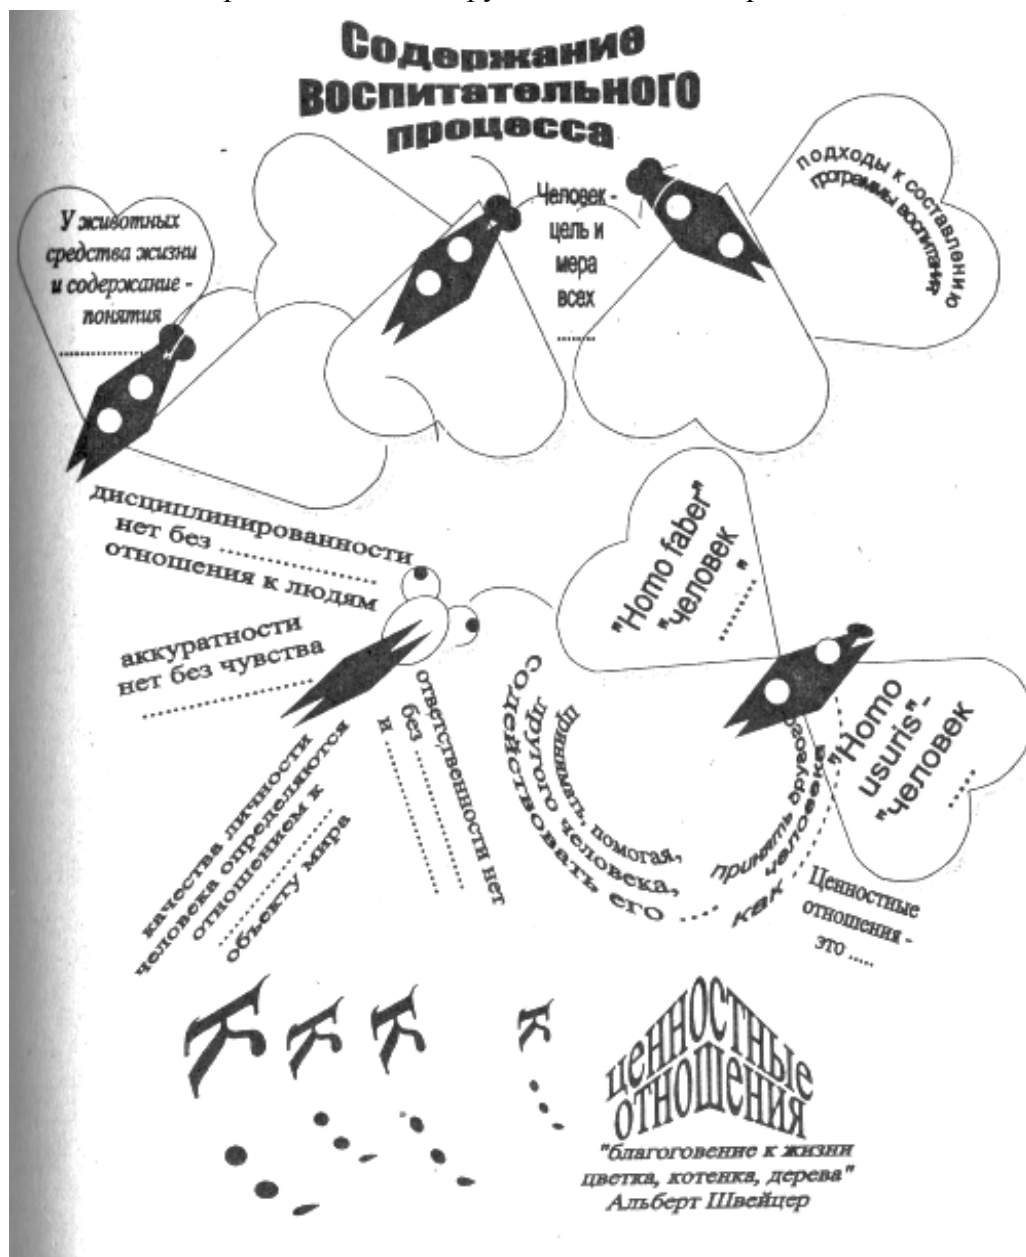 Содержание
воспитательного
процесса
У животных
средства жизни
и содержание -
понятия
....................
Человек -
цель и
мера
всех
......
подходы к составлению
программы воспитания
дисциплинированности
нет без ........................
отношения к людям
аккуратности
нет без чувства
........................
ответственности нет
без ........................
и ........................
качества личности
человека определяются
отношением к
........................
объекту мира
"Homo faber"
"человек
.........."
"Homo
usuris"-
"человек
.....
принимать, помогая,
другого человека,
содействовать его ....
принять другого
человека
как ..........
Ценностные
отношения -
это .....
К К К К
ценностные
отношения
"благоговение к жизни
цветка, котенка, дерева"
Альберт Швейцер